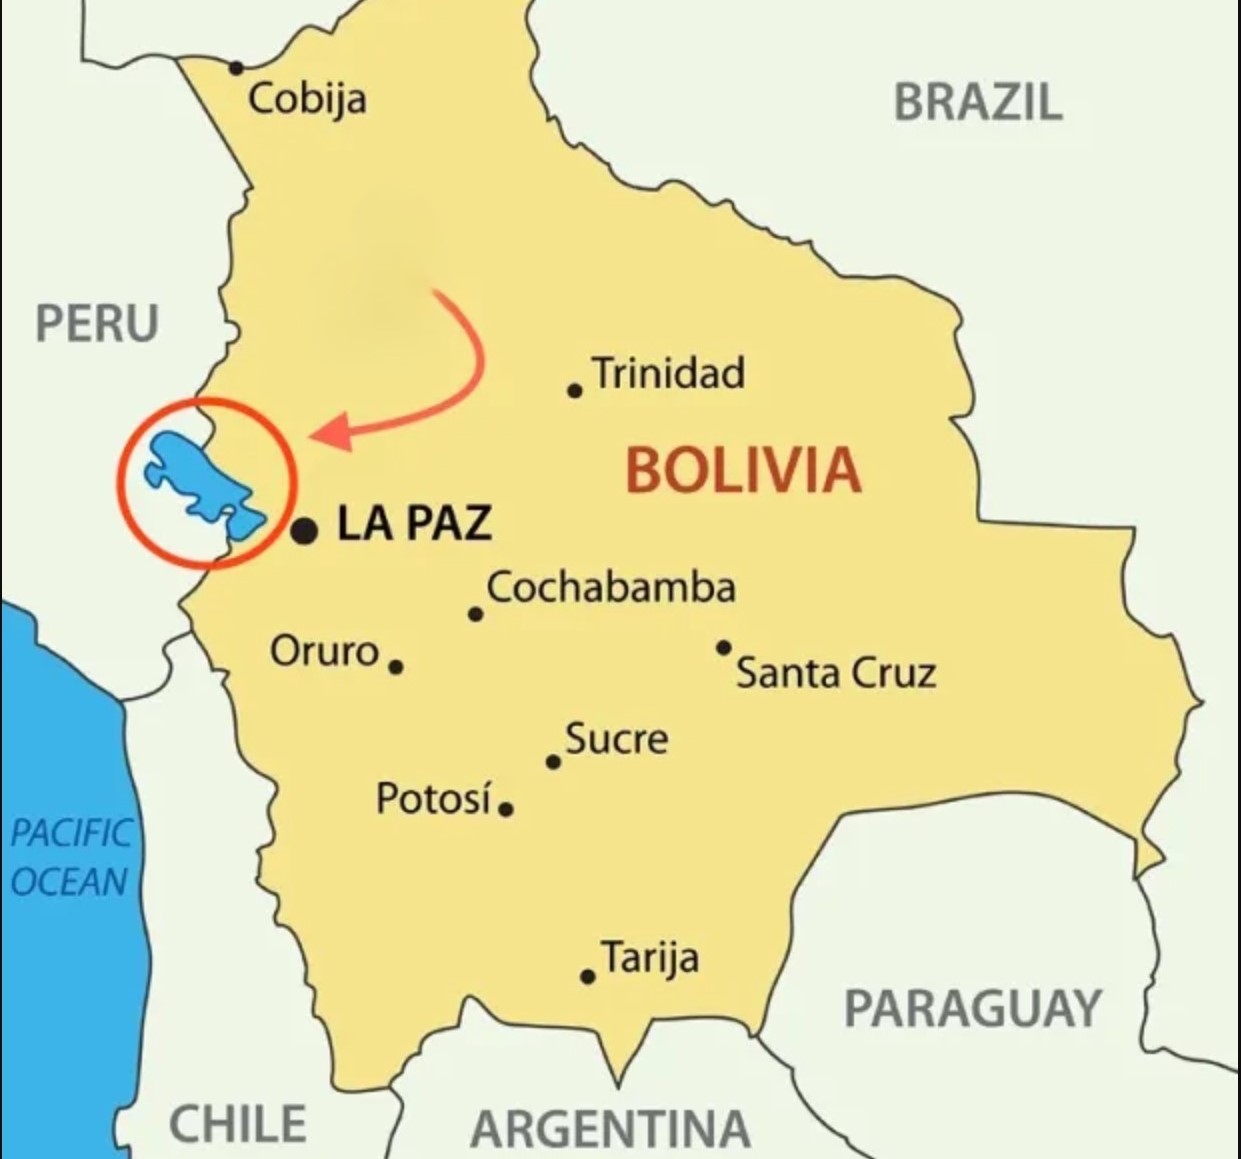 Cobija
BRAZIL
PERU
Trinidad
BOLIVIA
LA PAZ
Cochabamba
Oruro
Santa Cruz
Sucre
Potosí
PACIFIC
OCEAN
Tarija
PARAGUAY
CHILE
ARGENTINA